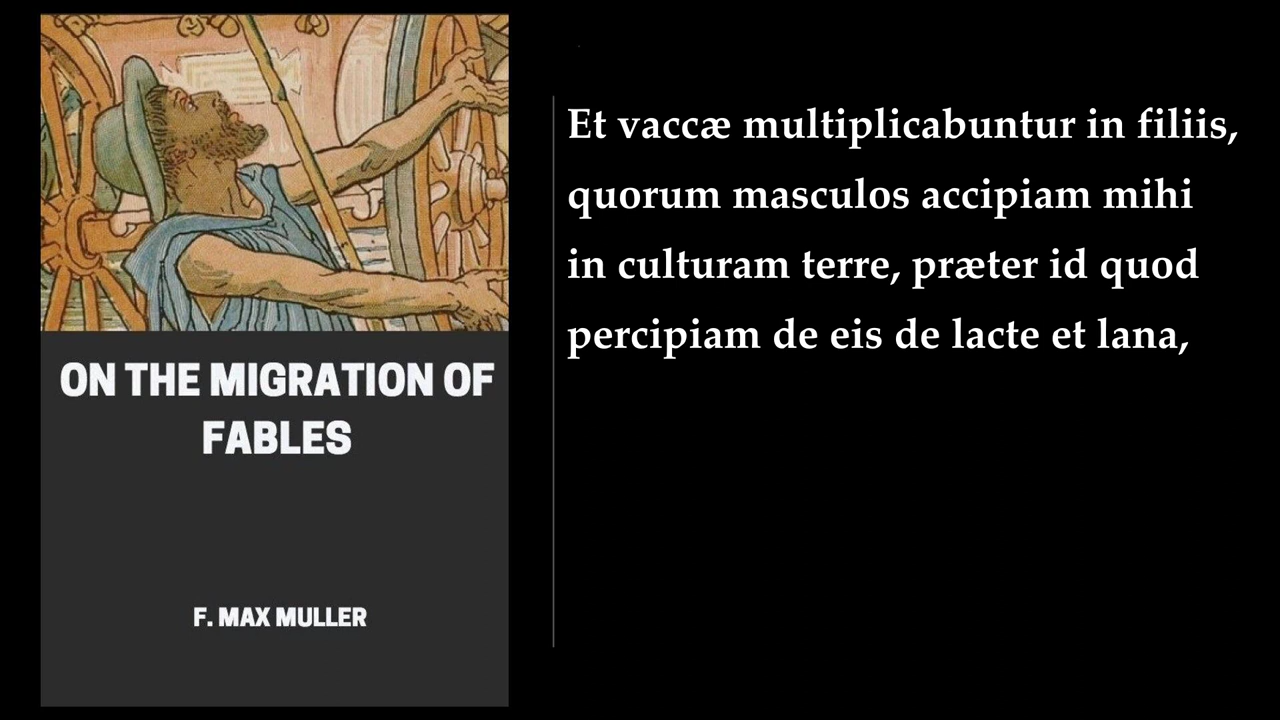 ON THE MIGRATION OF
FABLES
F. MAX MULLER
Et vaccæ multiplicabuntur in filiis,
quorum masculos accipiam mihi
in culturam terre, præter id quod
percipiam de eis de lacte et lana,